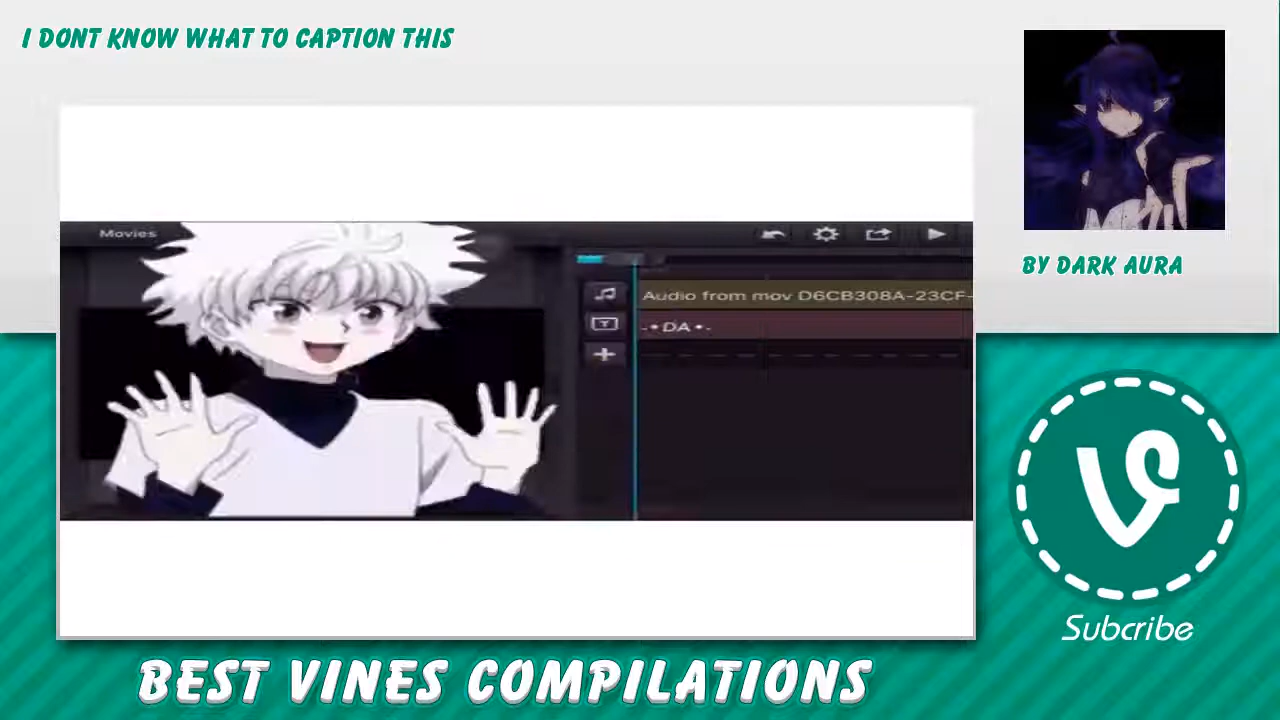 I DONT KNOW WHAT TO CAPTION THIS
BY DARK AURA
Movies
Audio from mov D6CB308A-23CF-
-•DA•-
Subcribe
BEST VINES COMPILATIONS